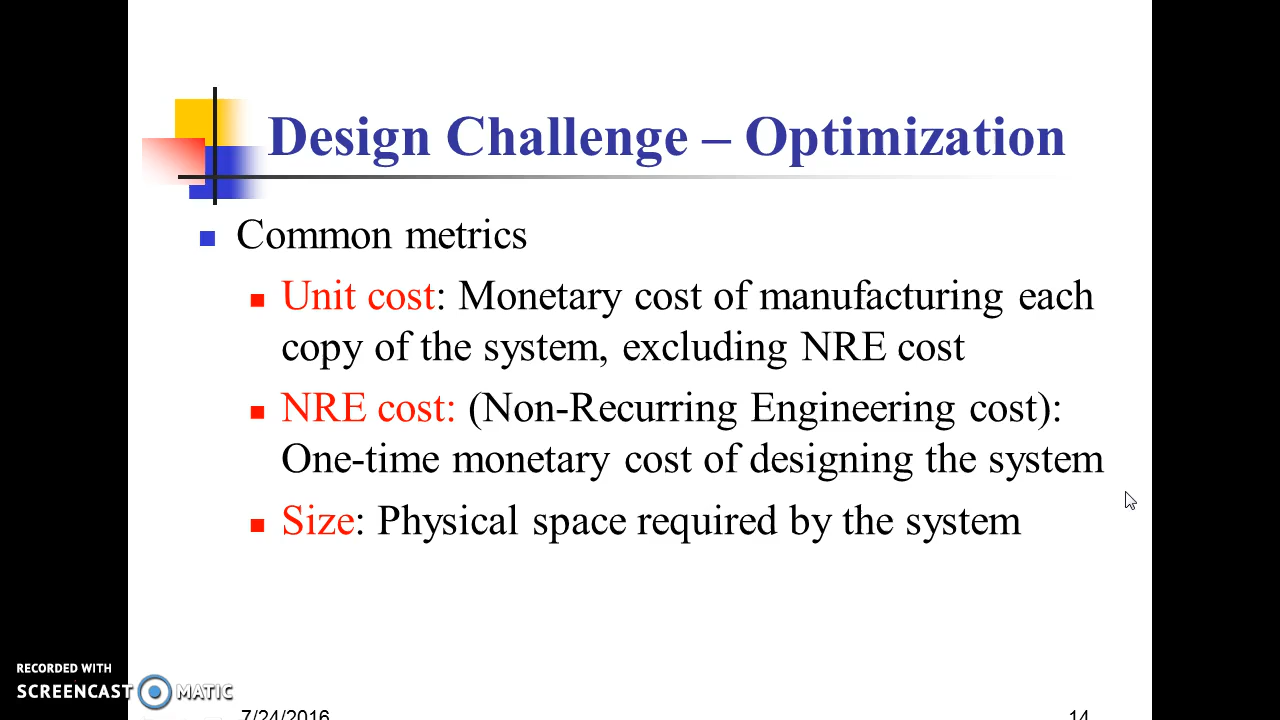 Design Challenge – Optimization
Common metrics
Unit cost: Monetary cost of manufacturing each
copy of the system, excluding NRE cost
NRE cost: (Non-Recurring Engineering cost):
One-time monetary cost of designing the system
Size: Physical space required by the system
RECORDED WITH
SCREENCAST MATIC
7/24/2016 14